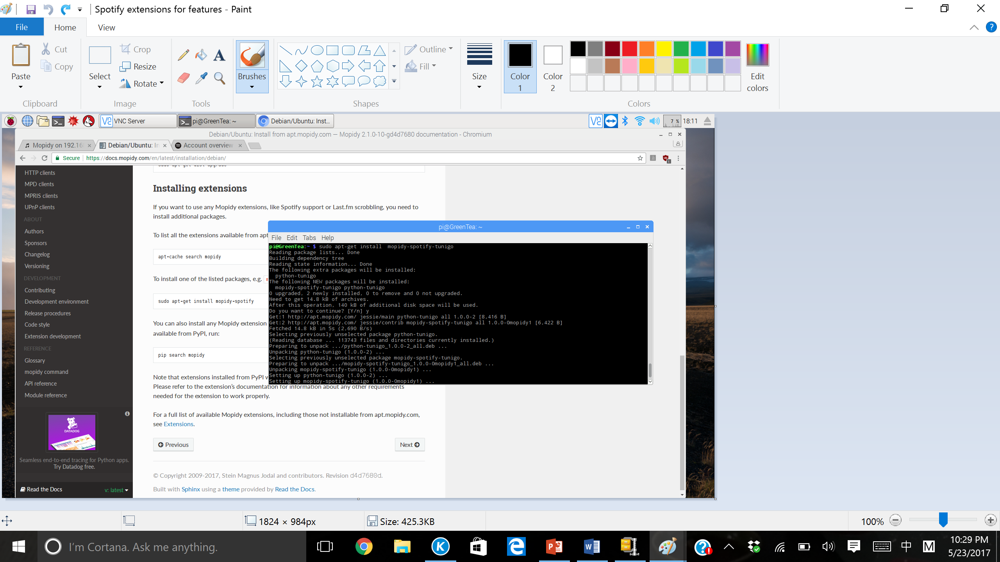 Spotify extensions for features - Paint
File
Home
View
Paste
Cut
Copy
Clipboard
Select
Crop
Resize
Rotate
Image
A
Tools
Brushes
Outline
Fill
Shapes
Size
Color
1
Color
2
Edit
colors
Colors
VNC Server
pi@GreenTea: ~
Debian/Ubuntu: Inst...
7 %
18:11
Debian/Ubuntu: Install from apt.mopidy.com — Mopidy 2.1.0-10-gd4d7680 documentation - Chromium
Mopidy on 192.16
Debian/Ubuntu: In
Account overview
Secure
https://docs.mopidy.com/en/latest/installation/debian/
HTTP clients
MPD clients
MPRIS clients
UPnP clients
ABOUT
Authors
Sponsors
Changelog
Versioning
DEVELOPMENT
Contributing
Development environment
Release procedures
Code style
Extension development
REFERENCE
Glossary
mopidy command
API reference
Module reference
DATADOG
Seamless end-to-end tracing for Python apps.
Try Datadog free.
Read the Docs
v: latest
sudo apt-get dist-upgrade
Installing extensions
If you want to use any Mopidy extensions, like Spotify support or Last.fm scrobbling, you need to
install additional packages.
To list all the extensions available from apt
apt-cache search mopidy
To install one of the listed packages, e.g.
sudo apt-get install mopidy-spotify
You can also install any Mopidy extension
available from PyPI, run:
pip search mopidy
Note that extensions installed from PyPI
Please refer to the extension's documentation for information about any other requirements
needed for the extension to work properly.
For a full list of available Mopidy extensions, including those not installable from apt.mopidy.com,
see Extensions.
Previous
Next
© Copyright 2009-2017, Stein Magnus Jodal and contributors. Revision d4d7680d.
Built with Sphinx using a theme provided by Read the Docs.
pi@GreenTea: ~
File Edit Tabs Help
pi@GreenTea:~ $ sudo apt-get install  mopidy-spotify-tunigo
Reading package lists... Done
Building dependency tree
Reading state information... Done
The following extra packages will be installed:
python-tunigo
The following NEW packages will be installed:
mopidy-spotify-tunigo python-tunigo
0 upgraded, 2 newly installed, 0 to remove and 0 not upgraded.
Need to get 14.8 kB of archives.
After this operation, 140 kB of additional disk space will be used.
Do you want to continue? [Y/n] y
Get:1 http://apt.mopidy.com/ jessie/main python-tunigo all 1.0.0-2 [8,416 B]
Get:2 http://apt.mopidy.com/ jessie/contrib mopidy-spotify-tunigo all 1.0.0-0mopidy1 [6,422 B]
Fetched 14.8 kB in 5s (2,690 B/s)
Selecting previously unselected package python-tunigo.
(Reading database ... 113743 files and directories currently installed.)
Preparing to unpack .../python-tunigo_1.0.0-2_all.deb ...
Unpacking python-tunigo (1.0.0-2) ...
Selecting previously unselected package mopidy-spotify-tunigo.
Preparing to unpack .../mopidy-spotify-tunigo_1.0.0-0mopidy1_all.deb ...
Unpacking mopidy-spotify-tunigo (1.0.0-0mopidy1) ...
Setting up python-tunigo (1.0.0-2) ...
Setting up mopidy-spotify-tunigo (1.0.0-0mopidy1) ...
1824 × 984px
Size: 425.3KB
100%
I'm Cortana. Ask me anything.
中
M
10:29 PM
5/23/2017